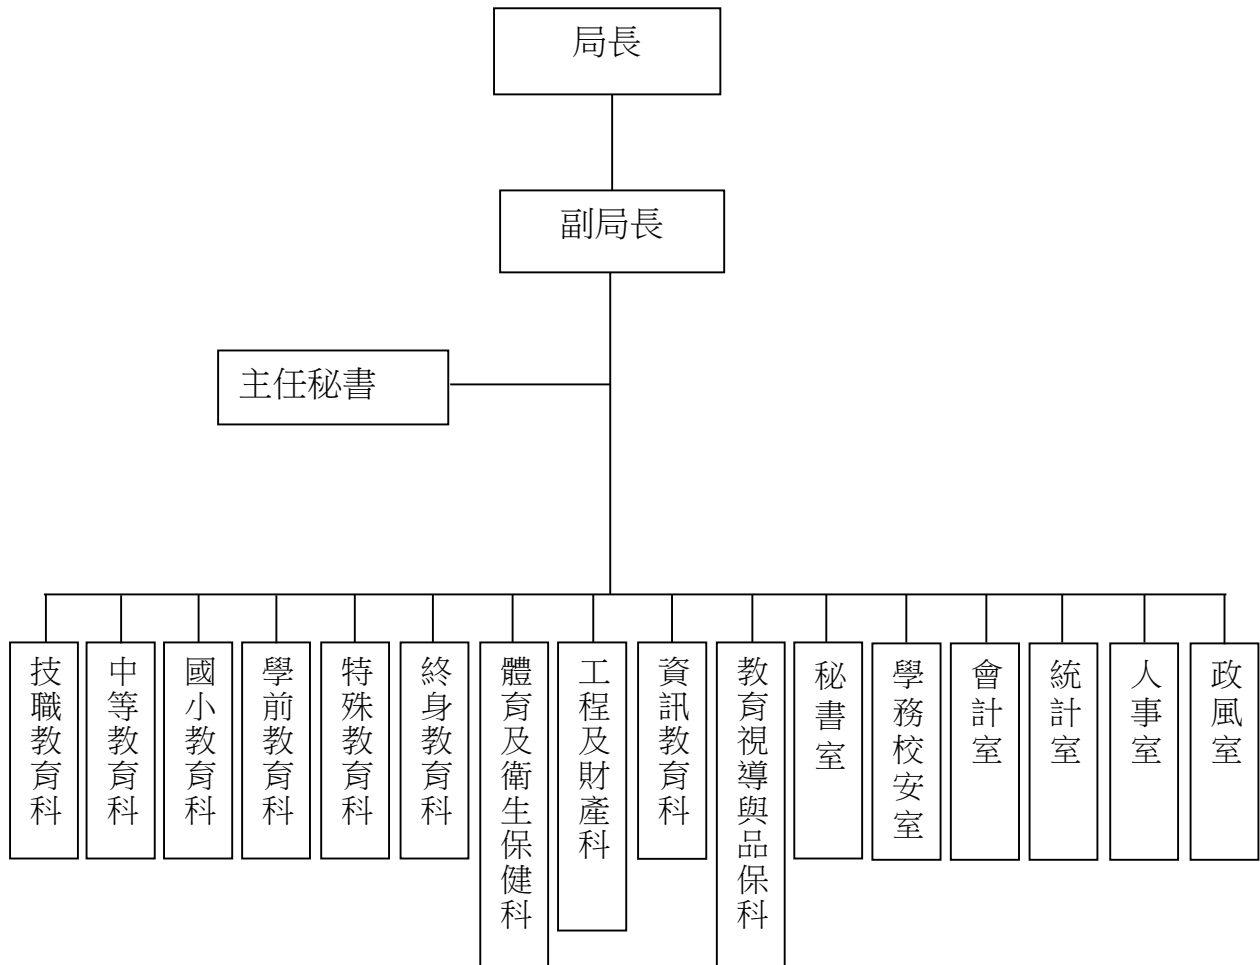 局長
副局長
主任秘書
技職教育科
中等教育科
國小教育科
學前教育科
特殊教育科
終身教育科
體育及衛生保健科
工程及財產科
資訊教育科
教育視導與品保科
秘書室
學務校安室
會計室
統計室
人事室
政風室